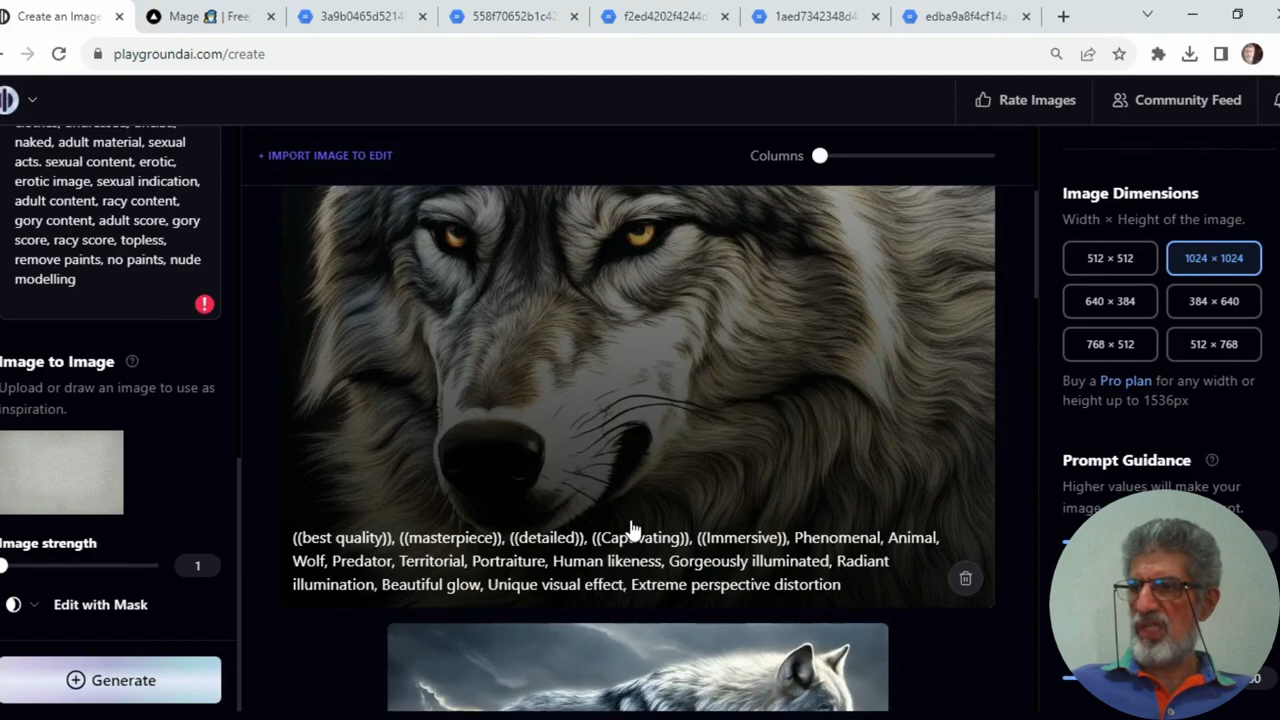 Create an Imag
Mage
Free
3a9b0465d5214
558f70652b1c42
f2ed4202f4244d
1aed7342348d4
edba9a8f4cf14a
playgroundai.com/create
Rate Images
Community Feed
naked, adult material, sexual
acts. sexual content, erotic,
erotic image, sexual indication,
adult content, racy content,
gory content, adult score, gory
score, racy score, topless,
remove paints, no paints, nude
modelling
+ IMPORT IMAGE TO EDIT
Columns
Image to Image
Upload or draw an image to use as
inspiration.
Image strength
1
Edit with Mask
Generate
((best quality)), ((masterpiece)), ((detailed)), ((Cap vating)), ((Immersive)), Phenomenal, Animal,
Wolf, Predator, Territorial, Portraiture, Human likeness, Gorgeously illuminated, Radiant
illumination, Beautiful glow, Unique visual effect, Extreme perspective distortion
Image Dimensions
Width × Height of the image.
512 × 512
1024 × 1024
640 × 384
384 × 640
768 × 512
512 × 768
Buy a Pro plan for any width or
height up to 1536px
Prompt Guidance
Higher values will make your
image